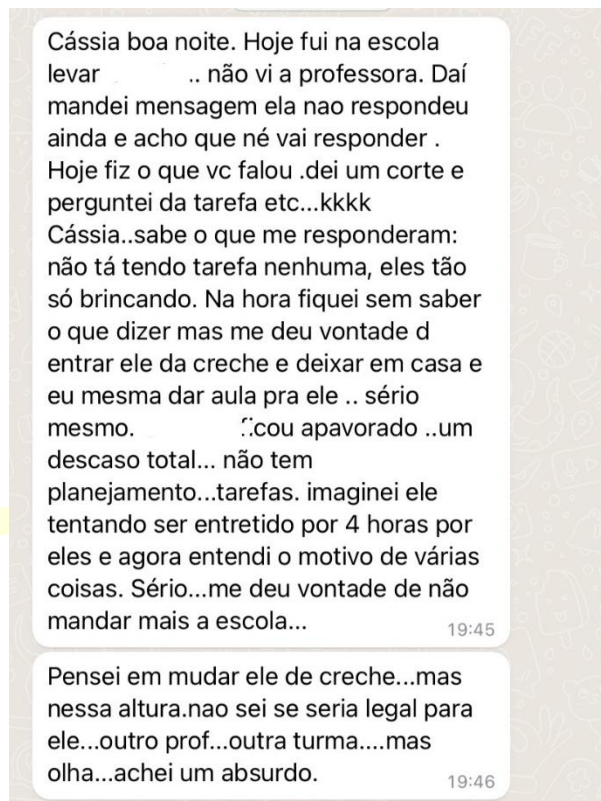 Cássia boa noite. Hoje fui na escola
levar .. não vi a professora. Daí
mandei mensagem ela nao respondeu
ainda e acho que né vai responder .
Hoje fiz o que vc falou .dei um corte e
perguntei da tarefa etc...kkkk
Cássia..sabe o que me responderam:
não tá tendo tarefa nenhuma, eles tão
só brincando. Na hora fiquei sem saber
o que dizer mas me deu vontade d
entrar ele da creche e deixar em casa e
eu mesma dar aula pra ele .. sério
mesmo. ficou apavorado ..um
descaso total... não tem
planejamento...tarefas. imaginei ele
tentando ser entretido por 4 horas por
eles e agora entendi o motivo de várias
coisas. Sério...me deu vontade de não
mandar mais a escola...
19:45
Pensei em mudar ele de creche...mas
nessa altura.nao sei se seria legal para
ele...outro prof...outra turma....mas
olha...achei um absurdo.
19:46